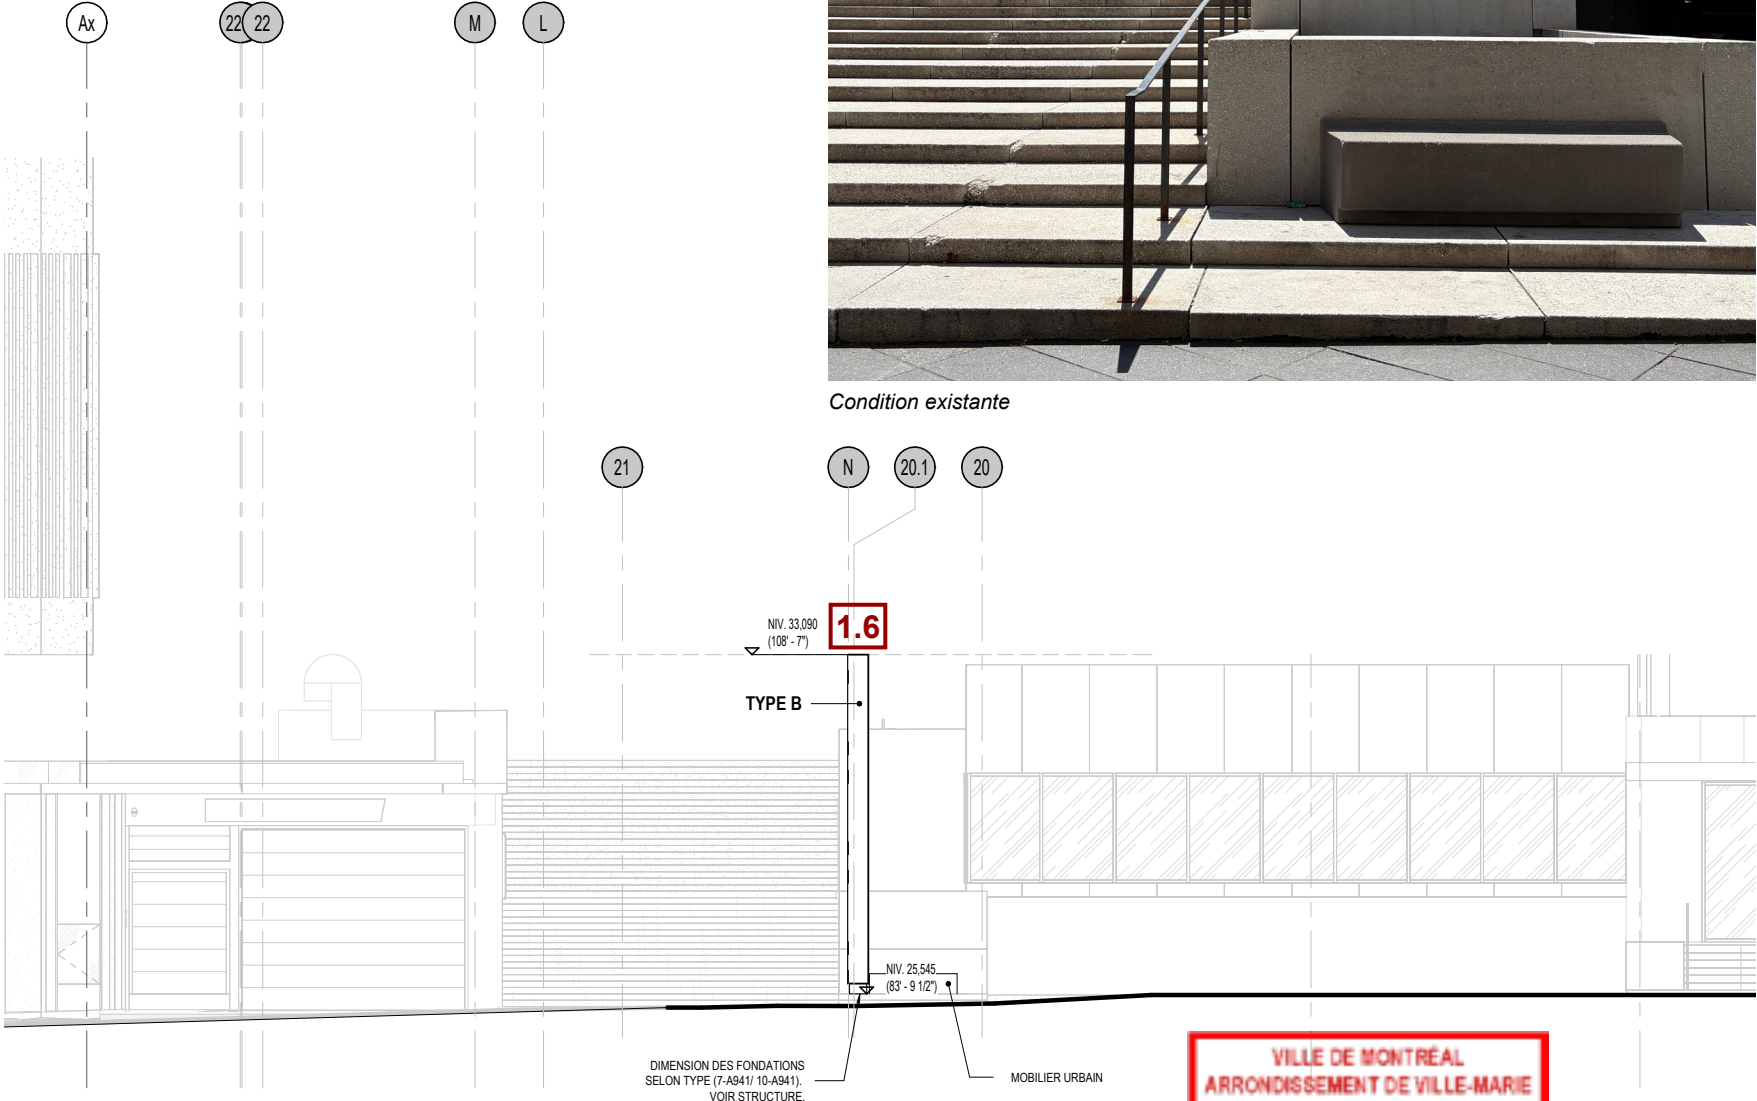 Ax
22
22
M
L
Condition existante
21
N
20.1
20
NIV. 33,090
(108' - 7")
1.6
TYPE B
NIV. 25,545
(83' - 9 1/2")
DIMENSION DES FONDATIONS
SELON TYPE (7-A941/ 10-A941).
VOIR STRUCTURE.
MOBILIER URBAIN
VILLE DE MONTRÉAL
ARRONDISSEMENT DE VILLE-MARIE